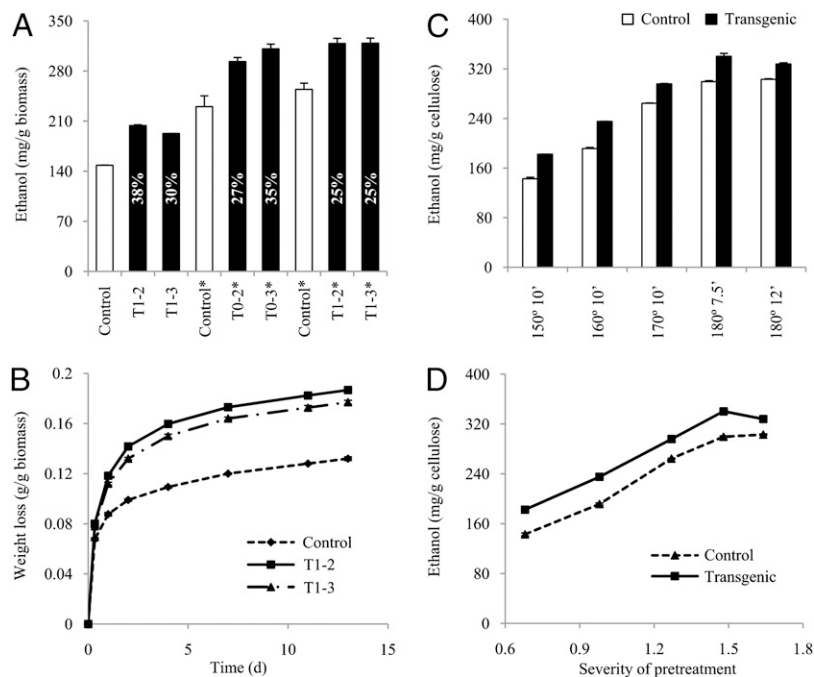 A
Ethanol (mg/g biomass)
350
280
210
140
70
0
38%
30%
27%
35%
25%
25%
Control
T1-2
T1-3
Control*
T0-2*
T0-3*
Control*
T1-2*
T1-3*
C
Control
Transgenic
Ethanol (mg/g cellulose)
400
320
240
160
80
0
150º 10’
160º 10’
170º 10’
180º 7.5’
180º 12’
B
Weight loss (g/g biomass)
0.2
0.16
0.12
0.08
0.04
0
Control
T1-2
T1-3
0
5
10
15
Time (d)
D
Ethanol (mg/g cellulose)
400
320
240
160
80
0
Control
Transgenic
0.6
0.9
1.2
1.5
1.8
Severity of pretreatment